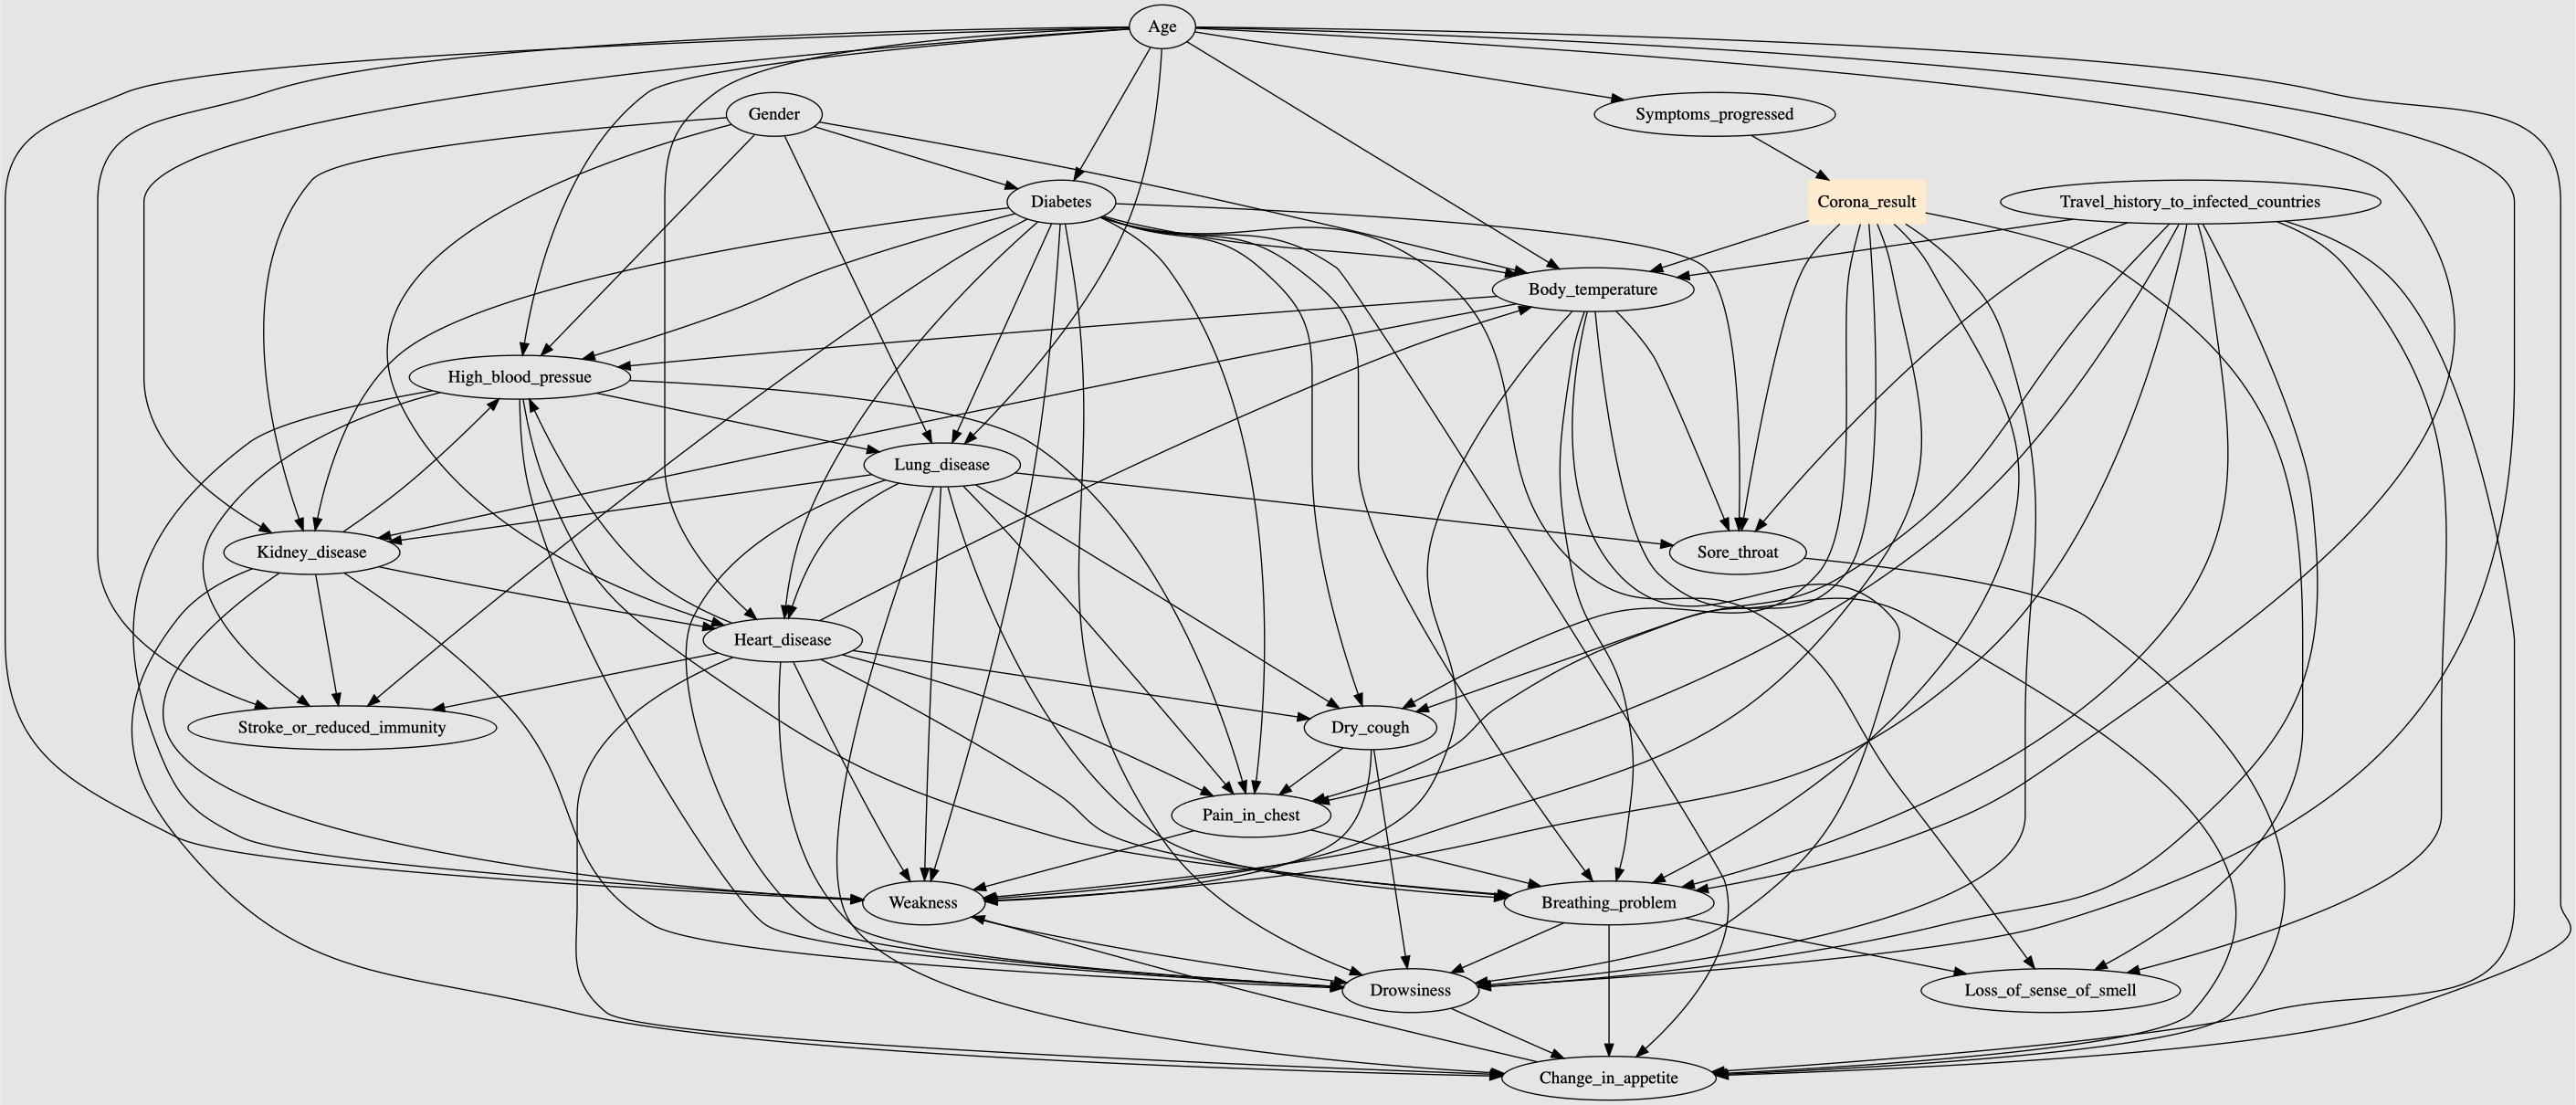 Age
Gender
Symptoms_progressed
Diabetes
Corona_result
Travel_history_to_infected_countries
Body_temperature
High_blood_pressue
Lung_disease
Kidney_disease
Sore_throat
Heart_disease
Stroke_or_reduced_immunity
Dry_cough
Pain_in_chest
Weakness
Breathing_problem
Drowsiness
Loss_of_sense_of_smell
Change_in_appetite